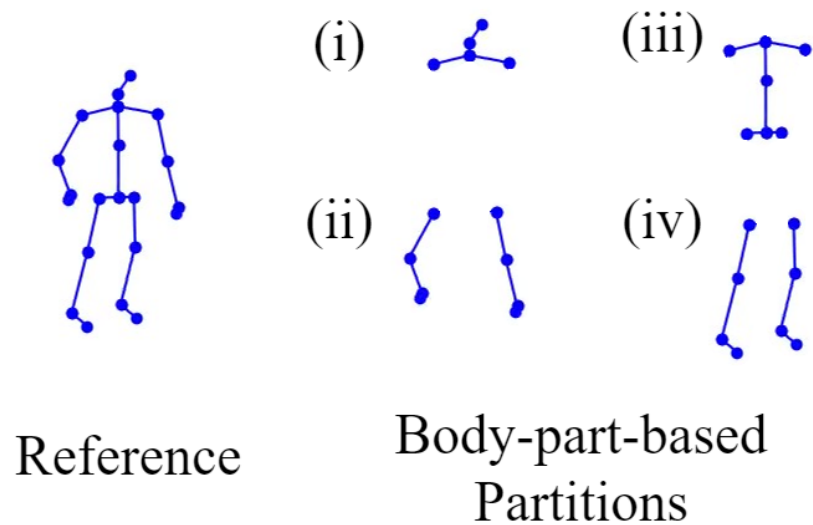 (i)
(iii)
(ii)
(iv)
Reference
Body-part-based
Partitions